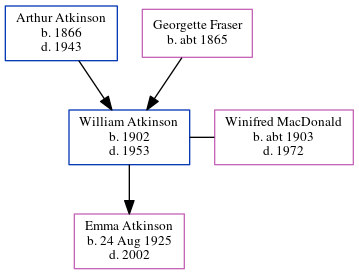 Arthur Atkinson
b. 1866
d. 1943
Georgette Fraser
b. abt 1865
William Atkinson
b. 1902
d. 1953
Winifred MacDonald
b. abt 1903
d. 1972
Emma Atkinson
b. 24 Aug 1925
d. 2002